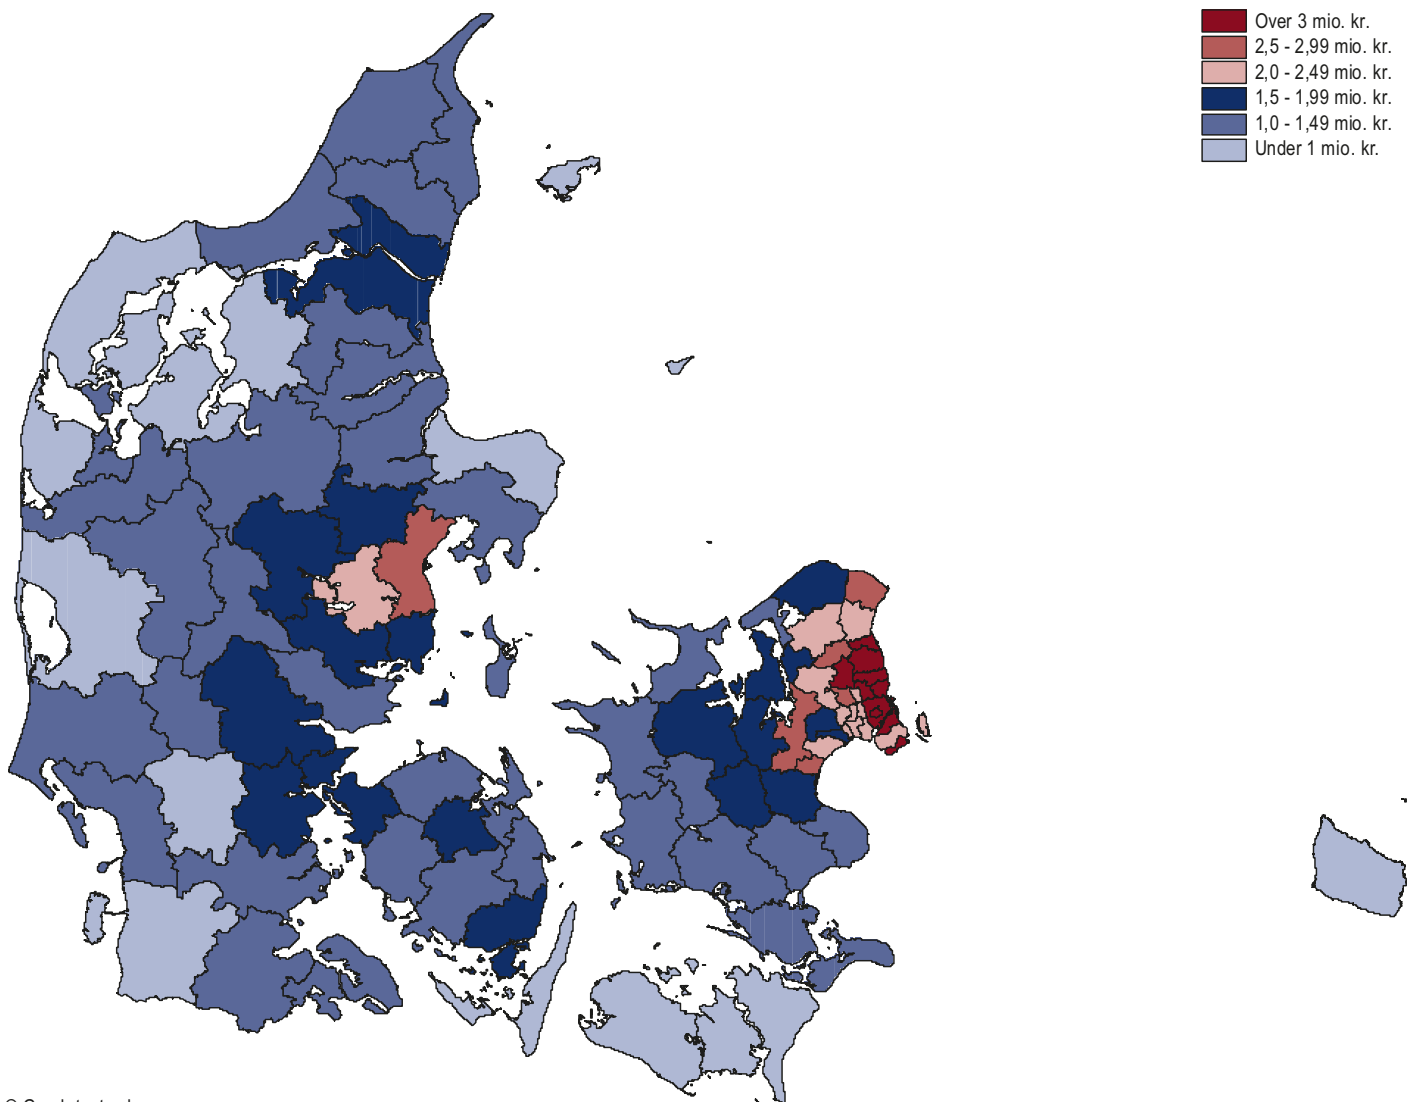 Over 3 mio. kr.
2,5 - 2,99 mio. kr.
2,0 - 2,49 mio. kr.
1,5 - 1,99 mio. kr.
1,0 - 1,49 mio. kr.
Under 1 mio. kr.